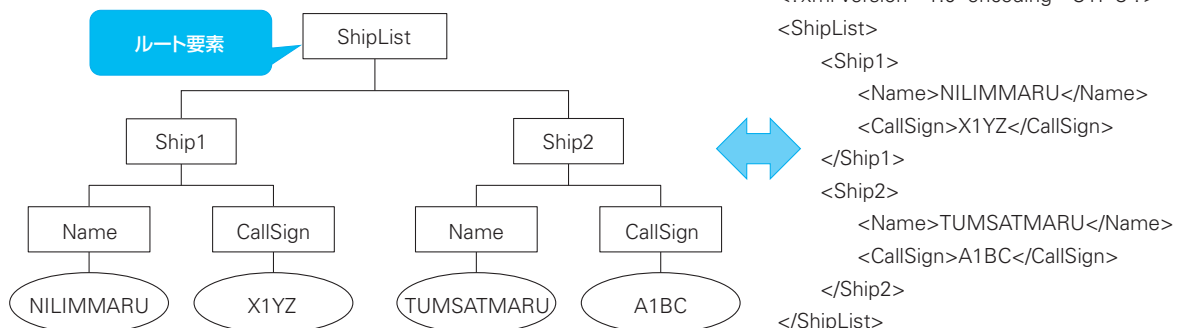 ルート要素
ShipList
Ship1
Ship2
Name
CallSign
Name
CallSign
NILIMMARU
X1YZ
TUMSATMARU
A1BC
<ShipList>
<Ship1>
<Name>NILIMMARU</Name>
<CallSign>X1YZ</CallSign>
</Ship1>
<Ship2>
<Name>TUMSATMARU</Name>
<CallSign>A1BC</CallSign>
</Ship2>
</ShipList>